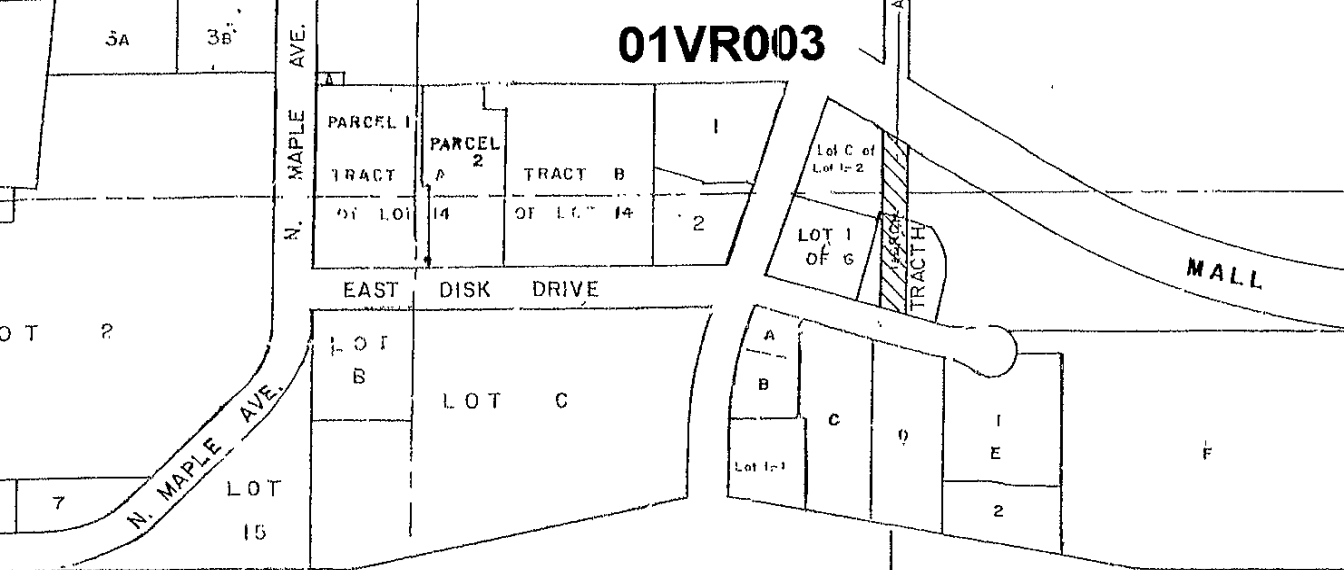 01VR003
3A
3B
N. MAPLE AVE.
A
A
PARCEL 1
PARCEL
2
TRACT A
OF LOT 14
TRACT B
OF LOT 14
1
2
Lot C of
Lot 1-2
LOT 1
OF G
TRACT H
MALL
EAST DISK DRIVE
LOT 2
LOT
B
LOT C
N. MAPLE AVE.
7
LOT
15
A
B
Lot 1-1
C
D
1
E
2
F